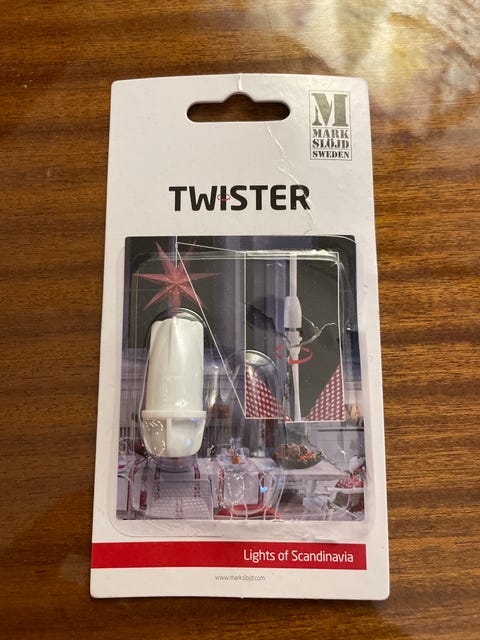 M
MARK
SLÖJD
SWEDEN
TWISTER
Lights of Scandinavia
www.markslojd.com